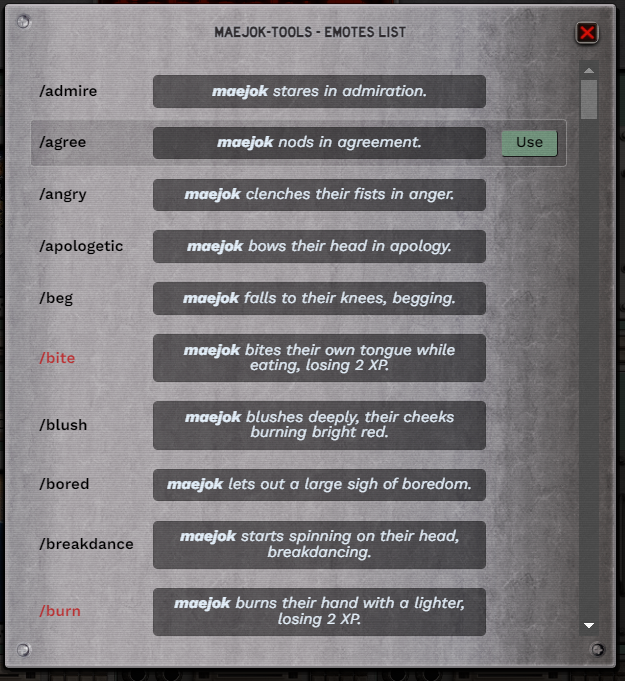 MAEJOK-TOOLS - EMOTES LIST
/admire
maejok stares in admiration.
/agree
maejok nods in agreement.
Use
/angry
maejok clenches their fists in anger.
/apologetic
maejok bows their head in apology.
/beg
maejok falls to their knees, begging.
/bite
maejok bites their own tongue while
eating, losing 2 XP.
/blush
maejok blushes deeply, their cheeks
burning bright red.
/bored
maejok lets out a large sigh of boredom.
/breakdance
maejok starts spinning on their head,
breakdancing.
/burn
maejok burns their hand with a lighter,
losing 2 XP.